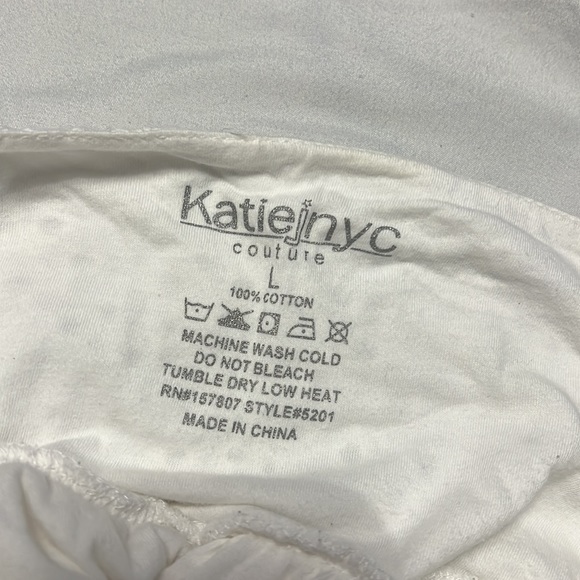 Katiejnyc
couture
L
100% COTTON
MACHINE WASH COLD
DO NOT BLEACH
TUMBLE DRY LOW HEAT
RN#157807 STYLE#5201
MADE IN CHINA